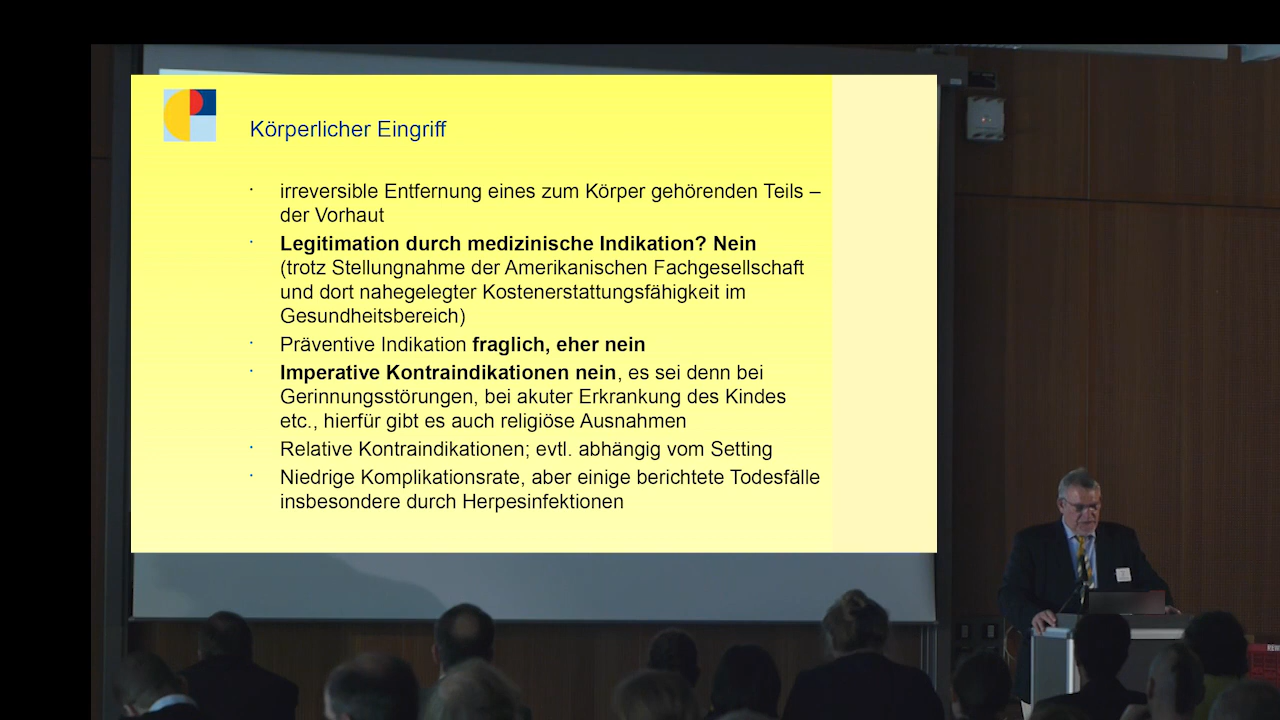 Körperlicher Eingriff
irreversible Entfernung eines zum Körper gehörenden Teils –
der Vorhaut
Legitimation durch medizinische Indikation? Nein
(trotz Stellungnahme der Amerikanischen Fachgesellschaft
und dort nahegelegter Kostenerstattungsfähigkeit im
Gesundheitsbereich)
Präventive Indikation fraglich, eher nein
Imperative Kontraindikationen nein, es sei denn bei
Gerinnungsstörungen, bei akuter Erkrankung des Kindes
etc., hierfür gibt es auch religiöse Ausnahmen
Relative Kontraindikationen; evtl. abhängig vom Setting
Niedrige Komplikationsrate, aber einige berichtete Todesfälle
insbesondere durch Herpesinfektionen